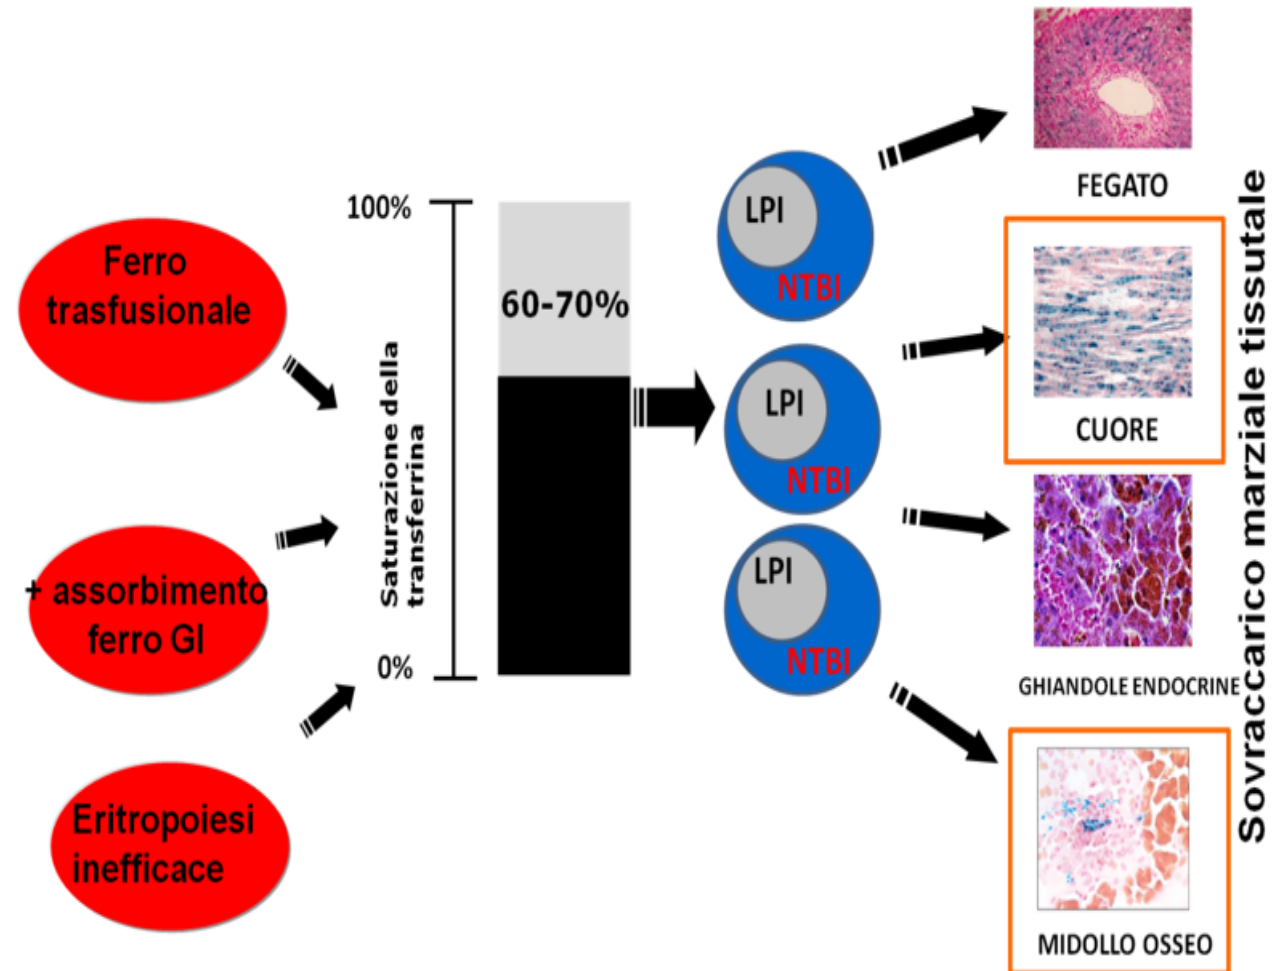 Ferro
trasfusionale
+ assorbimento
ferro GI
Eritropoiesi
inefficace
100%
Saturazione della
transferrina
0%
60-70%
LPI
NTBI
LPI
NTBI
LPI
NTBI
FEGATO
CUORE
GHIANDOLE ENDOCRINE
MIDOLLO OSSEO
Sovraccarico marziale tissutale